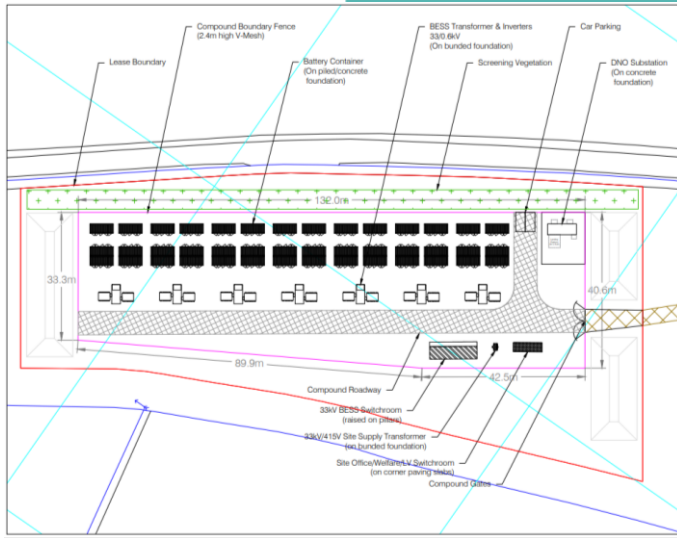 Compound Boundary Fence
(2.4m high V-Mesh)
BESS Transformer & Inverters
33/0.6kV
(On bunded foundation)
Car Parking
Lease Boundary
Battery Container
(On piled/concrete
foundation)
Screening Vegetation
DNO Substation
(On concrete
foundation)
132.0m
33.3m
40.6m
89.9m
42.5m
Compound Roadway
33kV BESS Switchroom
(raised on pillars)
33kV/415V Site Supply Transformer
(on bunded foundation)
Site Office/Welfare/LV Switchroom
(on corner paving slabs)
Compound Gates